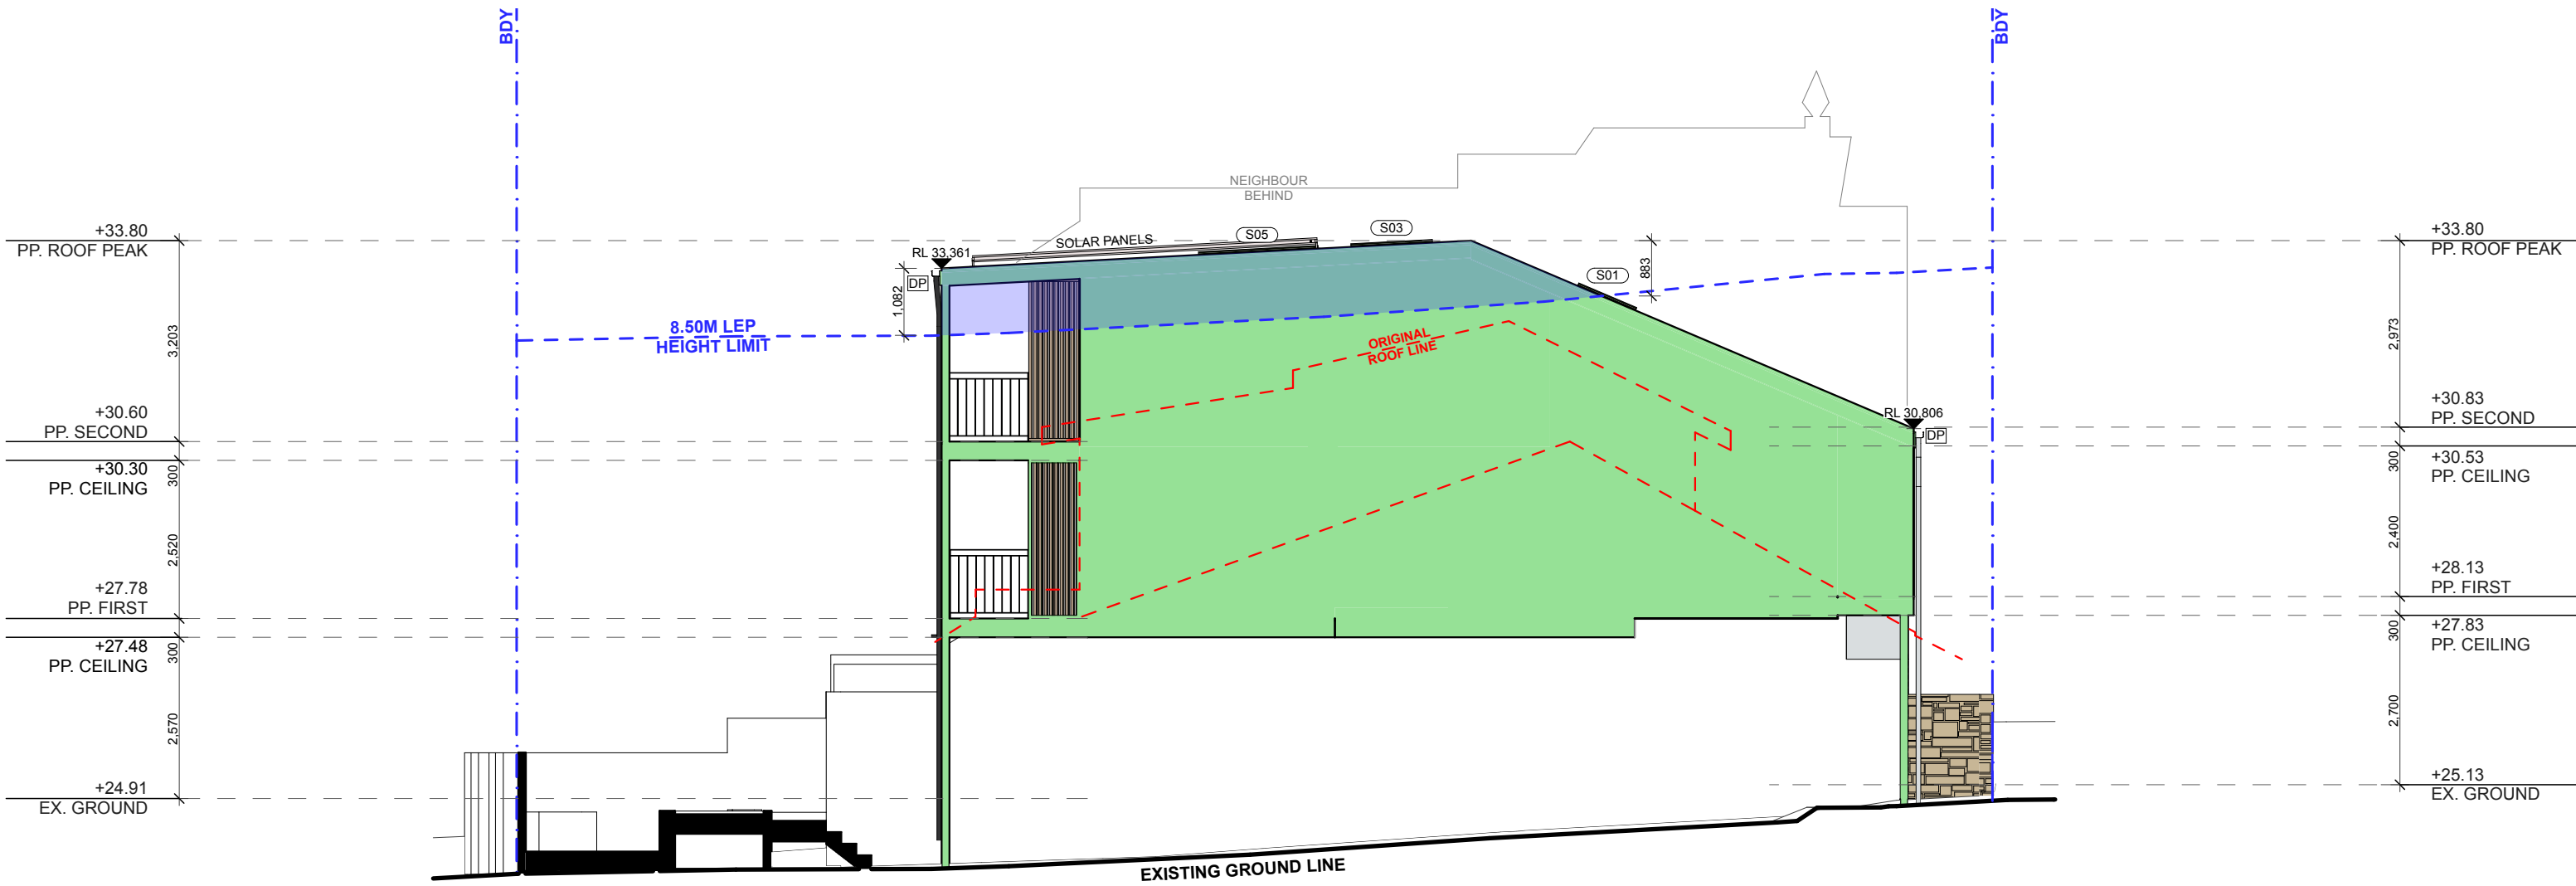 BDY
BDY
NEIGHBOUR
BEHIND
+33.80
PP. ROOF PEAK
SOLAR PANELS
S05
S03
+33.80
PP. ROOF PEAK
RL 33,361
DP
S01
883
1,082
8.50M LEP
HEIGHT LIMIT
3,203
ORIGINAL
ROOF LINE
2,973
+30.60
PP. SECOND
RL 30,806
DP
+30.83
PP. SECOND
+30.30
PP. CEILING
300
300
+30.53
PP. CEILING
2,520
2,400
+27.78
PP. FIRST
+28.13
PP. FIRST
+27.48
PP. CEILING
300
300
+27.83
PP. CEILING
2,570
2,700
+24.91
EX. GROUND
+25.13
EX. GROUND
EXISTING GROUND LINE